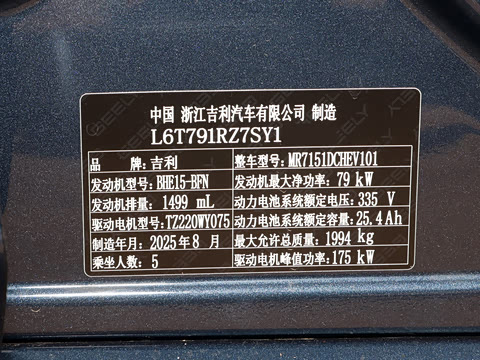 中国 浙江吉利汽车有限公司 制造
L6T791RZ7SY1
品 牌:吉利 整车型号:MR7151DCHEV101
发动机型号:BHE15-BFN 发动机最大净功率:79 kW
发动机排量:1499 mL 动力电池系统额定电压:335 V
驱动电机型号:TZ220WY075 动力电池系统额定容量:25.4Ah
制造年月:2025年8 月 最大允许总质量:1994 kg
乘坐人数:5 驱动电机峰值功率:175 kW